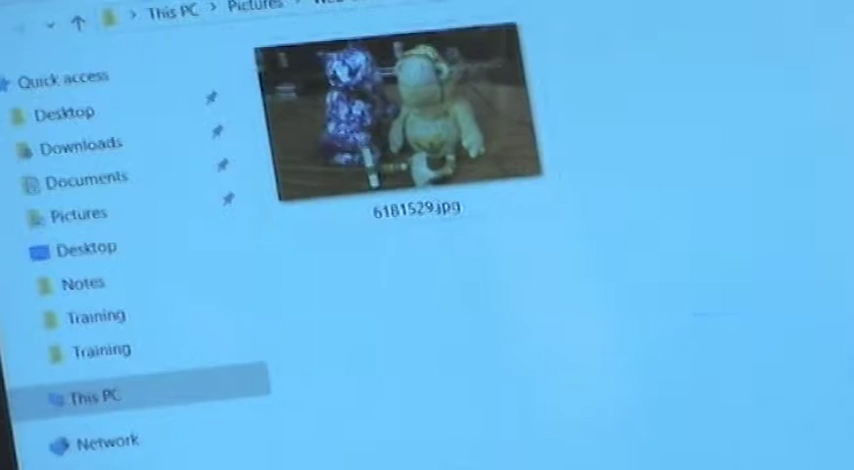 This PC > Pictures >
Quick access
Desktop
Downloads
Documents
Pictures
Desktop
Notes
Training
Training
This PC
Network
6181529.jpg